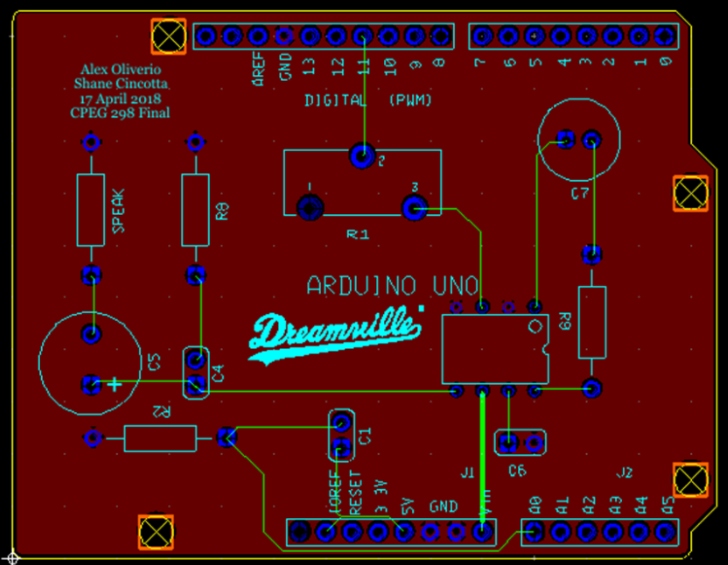 Alex Oliverio
Shane Cincotta
17 April 2018
CPEG 298 Final
AREF
GND
13
12
11
10
9
8
7
6
5
4
3
2
1
0
DIGITAL (PWM)
SPEAK
R8
1
2
3
R1
C7
ARDUINO UNO
Dreamville
R9
C5
C4
+
R2
C1
C6
J1
J2
IOREF
RESET
3 3V
5V
GND
VIN
A0
A1
A2
A3
A4
A5